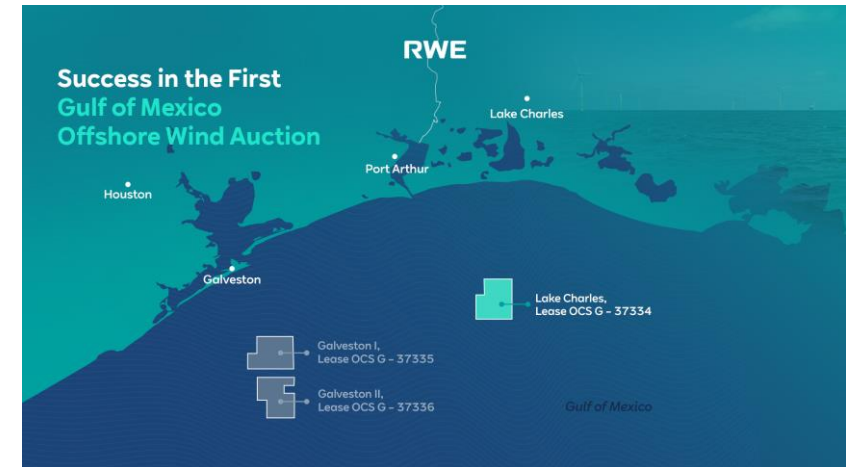 RWE
Success in the First
Gulf of Mexico
Offshore Wind Auction
Lake Charles
Port Arthur
Houston
Galveston
Lake Charles,
Lease OCS G – 37334
Galveston I,
Lease OCS G – 37335
Galveston II,
Lease OCS G – 37336
Gulf of Mexico